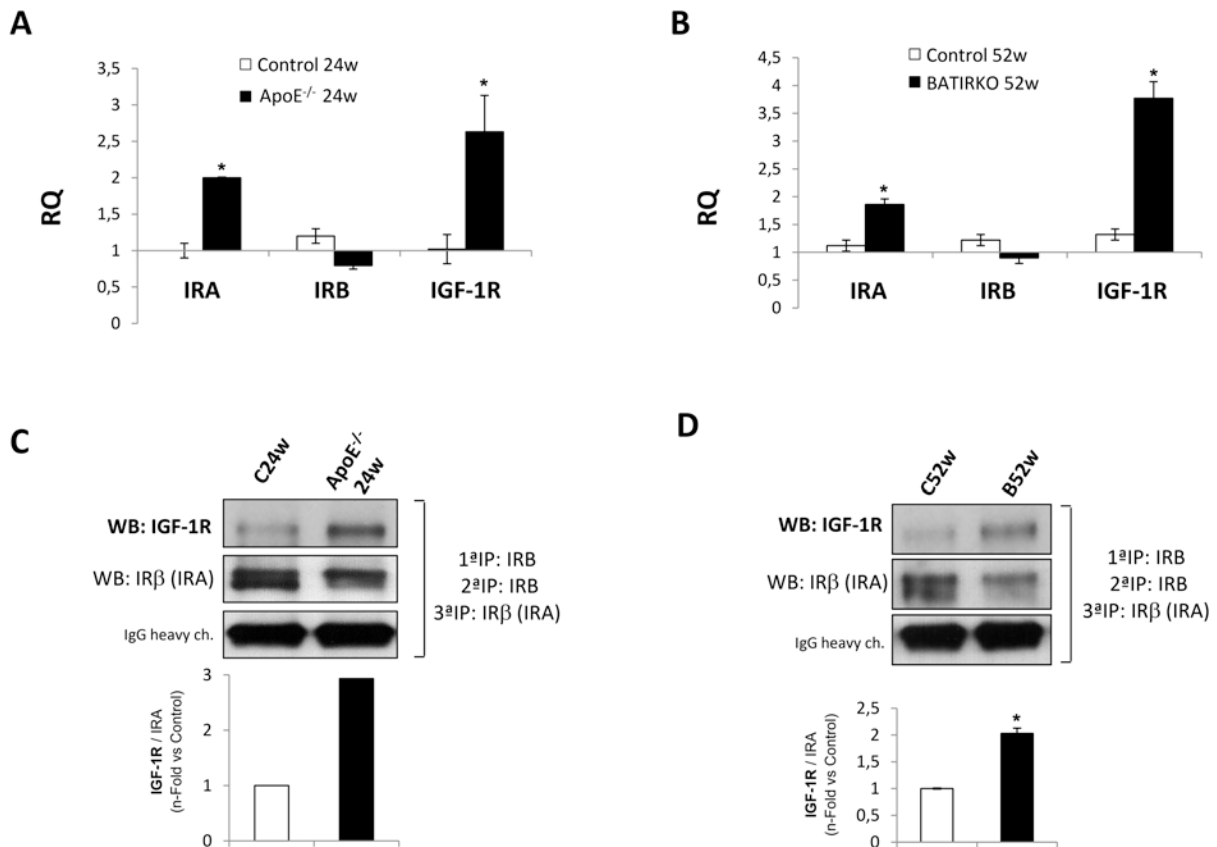 A
Control 24w
ApoE-/- 24w
RQ
3,5
3
2,5
2
1,5
1
0,5
0
*
*
IRA
IRB
IGF-1R
B
Control 52w
BATIRKO 52w
RQ
4,5
4
3,5
3
2,5
2
1,5
1
0,5
0
*
*
IRA
IRB
IGF-1R
C
C24w
ApoE-/-
24w
WB: IGF-1R
WB: IRβ (IRA)
IgG heavy ch.
1ªIP: IRB
2ªIP: IRB
3ªIP: IRβ (IRA)
IGF-1R / IRA
(n-Fold vs Control)
3
2
1
0
D
C52w
B52w
WB: IGF-1R
WB: IRβ (IRA)
IgG heavy ch.
1ªIP: IRB
2ªIP: IRB
3ªIP: IRβ (IRA)
IGF-1R / IRA
(n-Fold vs Control)
2,5
2
1,5
1
0,5
0
*